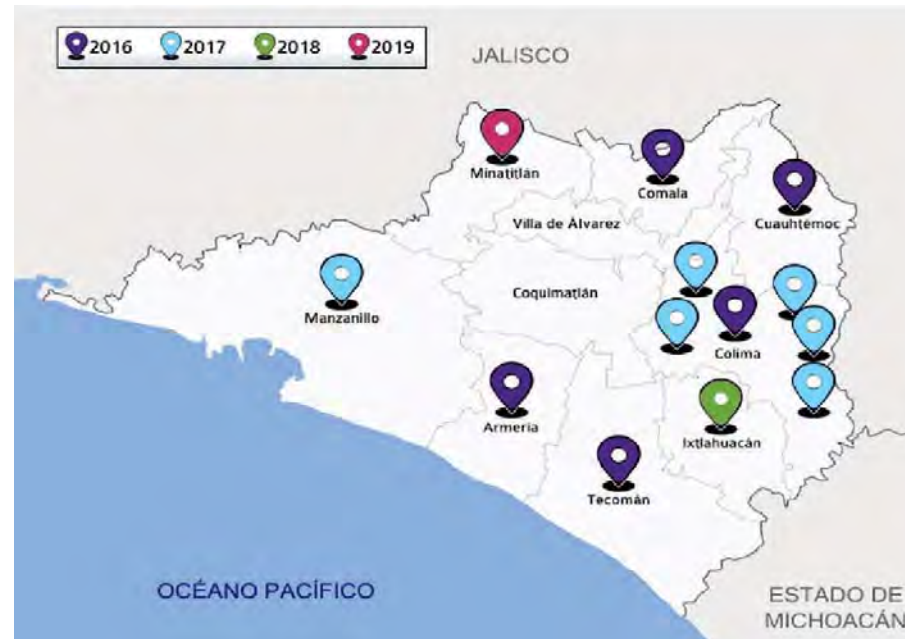 2016 2017 2018 2019
JALISCO
Minatitlán
Comala
Cuauhtémoc
Villa de Álvarez
Coquimatlán
Manzanillo
Colima
Armería
Ixtlahuacán
Tecomán
OCÉANO PACÍFICO
ESTADO DE
MICHOACÁN